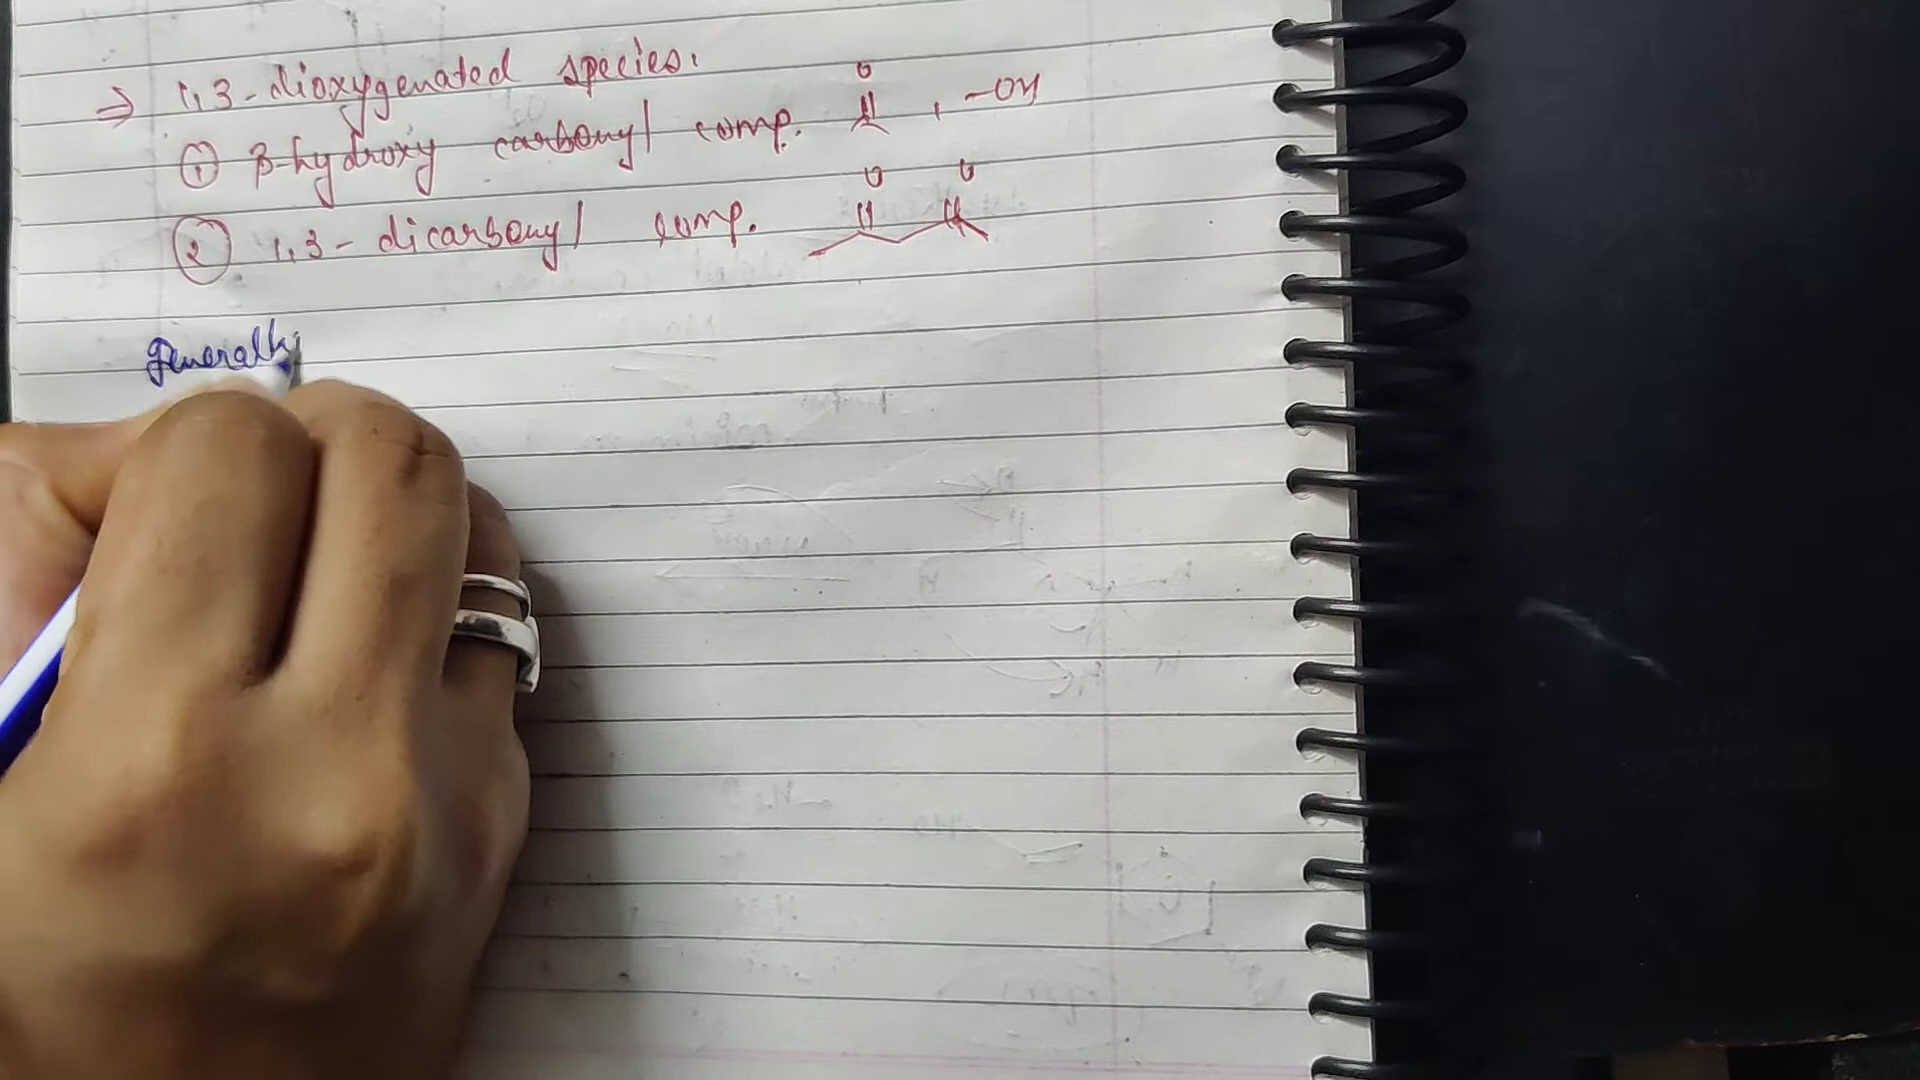 ⇒ 1,3-dioxygenated species.
① β-hydroxy carbonyl comp. O , -OH
② 1,3-dicarbonyl comp. O O
Generally